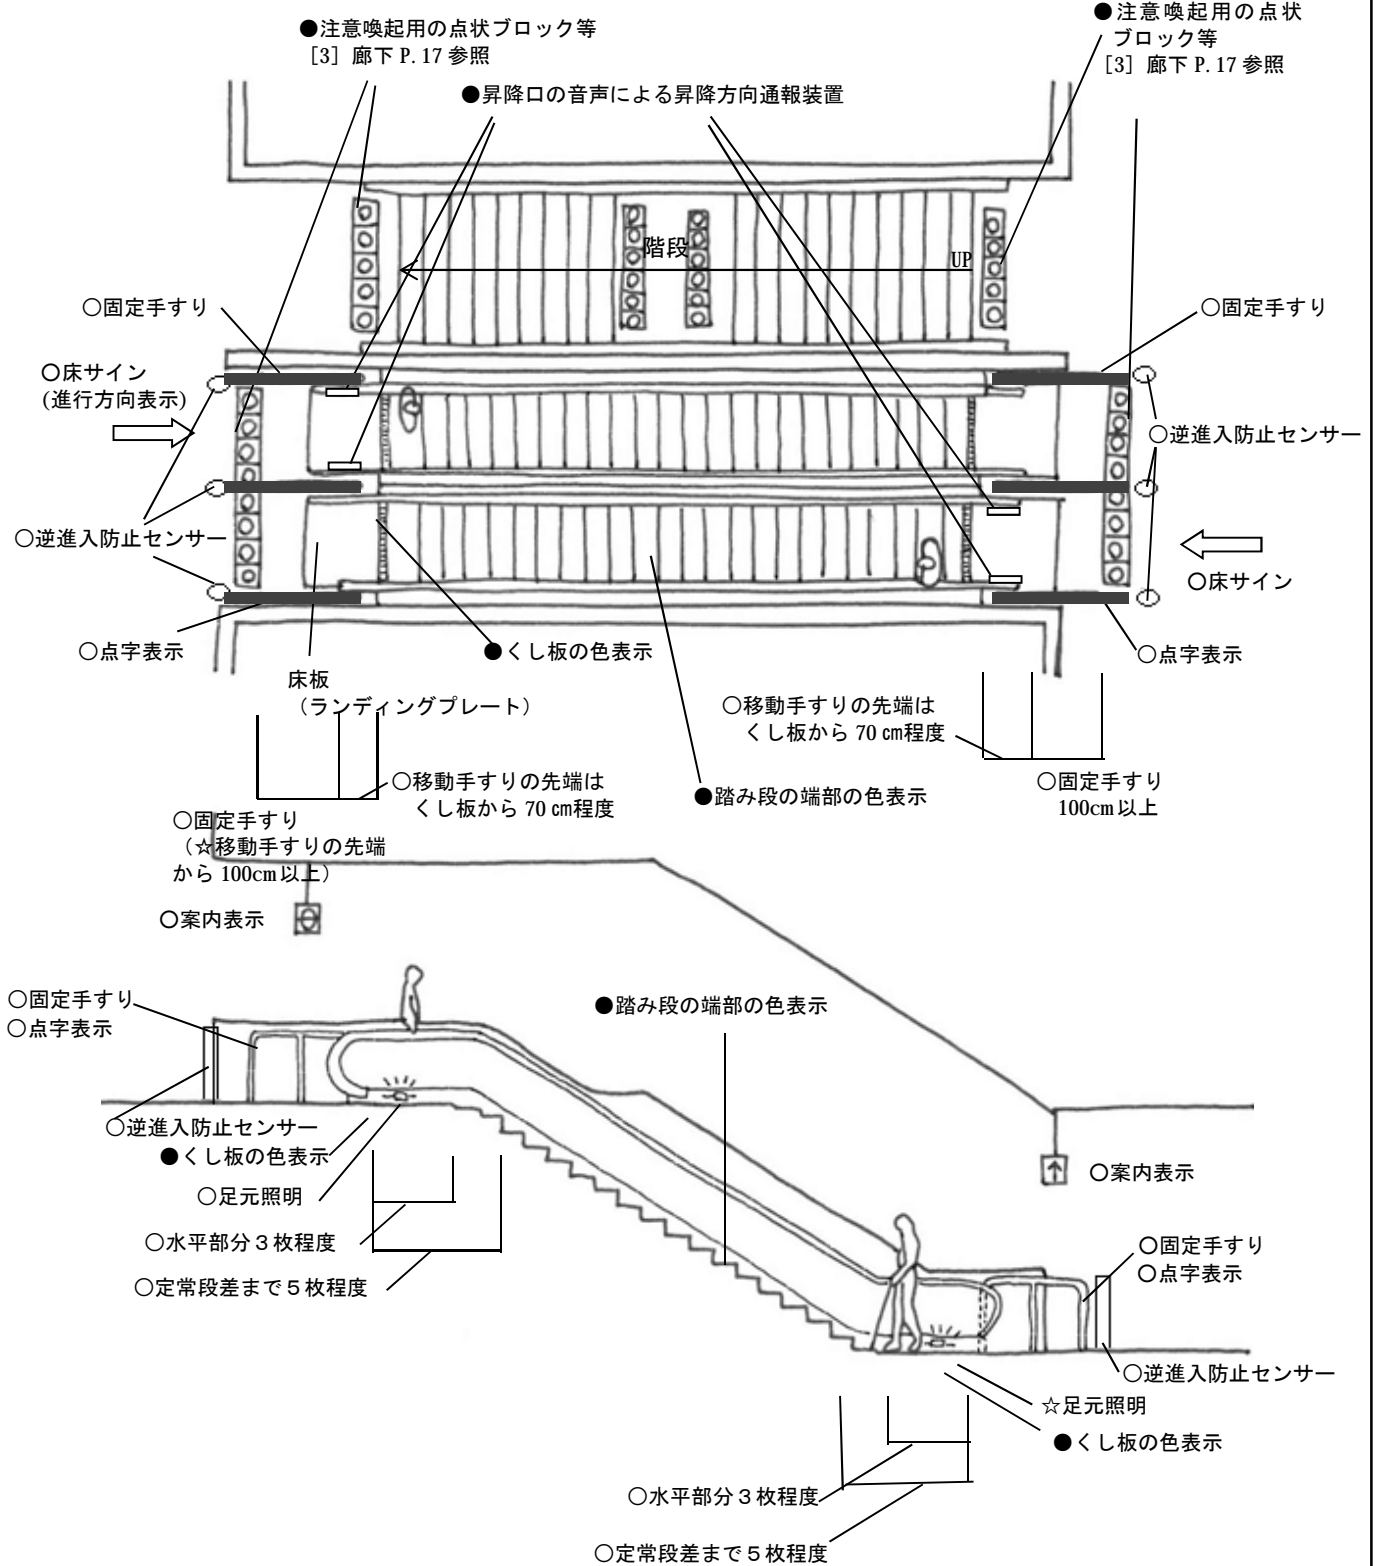 ●注意喚起用の点状ブロック等
［3］廊下 P. 17 参照
●注意喚起用の点状
ブロック等
［3］廊下 P. 17 参照
●昇降口の音声による昇降方向通報装置
階段
UP
○固定手すり
○固定手すり
○床サイン
(進行方向表示)
○逆進入防止センサー
○逆進入防止センサー
○床サイン
○点字表示
●くし板の色表示
○点字表示
床板
（ランディングプレート）
○移動手すりの先端は
くし板から 70 ㎝程度
○移動手すりの先端は
くし板から 70 ㎝程度
●踏み段の端部の色表示
○固定手すり
100cm 以上
○固定手すり
（☆移動手すりの先端
から 100cm 以上）
○案内表示
○固定手すり
○点字表示
●踏み段の端部の色表示
○逆進入防止センサー
●くし板の色表示
○足元照明
○案内表示
○水平部分３枚程度
○定常段差まで５枚程度
○固定手すり
○点字表示
○逆進入防止センサー
☆足元照明
●くし板の色表示
○水平部分３枚程度
○定常段差まで５枚程度